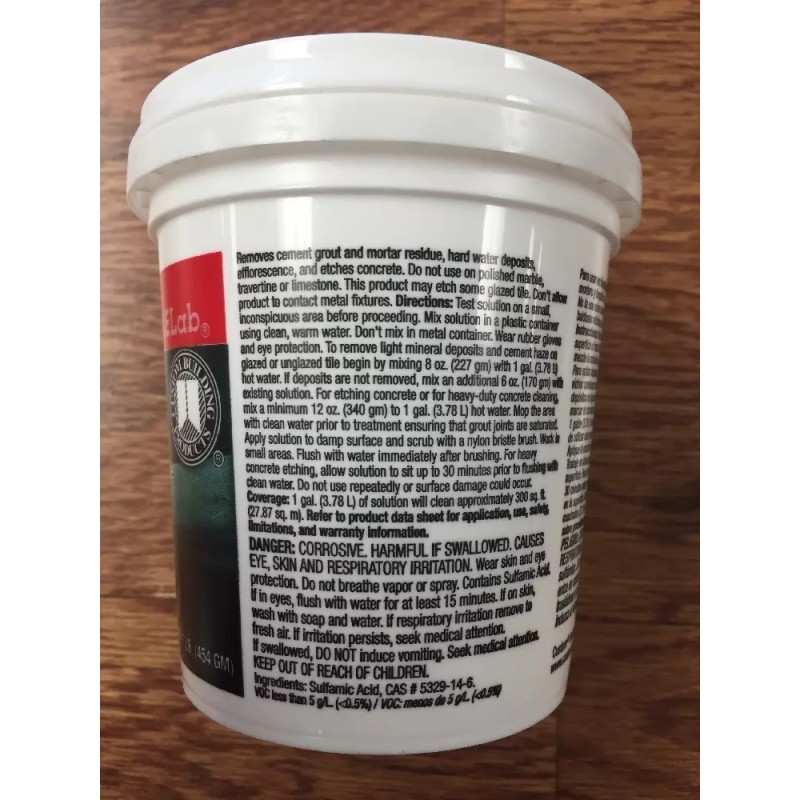 Removes cement grout and mortar residue, hard water deposits,
efflorescence, and etches concrete. Do not use on polished marble,
travertine or limestone. This product may etch some glazed tile. Don't allow
product to contact metal fixtures. Directions: Test solution on a small,
inconspicuous area before proceeding. Mix solution in a plastic container
using clean, warm water. Don't mix in metal container. Wear rubber gloves
and eye protection. To remove light mineral deposits and cement haze on
glazed or unglazed tile begin by mixing 8 oz. (227 gm) with 1 gal. (3.78 L)
hot water. If deposits are not removed, mix an additional 6 oz. (170 gm) with
existing solution. For etching concrete or for heavy-duty concrete cleaning,
mix a minimum 12 oz. (340 gm) to 1 gal. (3.78 L) hot water. Mop the area
with clean water prior to treatment ensuring that grout joints are saturated.
Apply solution to damp surface and scrub with a nylon bristle brush. Work in
small areas. Flush with water immediately after brushing. For heavy
concrete etching, allow solution to sit up to 30 minutes prior to flushing with
clean water. Do not use repeatedly or surface damage could occur.
Coverage: 1 gal. (3.78 L) of solution will clean approximately 300 sq. ft.
(27.87 sq. m). Refer to product data sheet for application, use, safety,
limitations, and warranty information.
DANGER: CORROSIVE. HARMFUL IF SWALLOWED. CAUSES
EYE, SKIN AND RESPIRATORY IRRITATION. Wear skin and eye
protection. Do not breathe vapor or spray. Contains Sulfamic Acid.
If in eyes, flush with water for at least 15 minutes. If on skin,
wash with soap and water. If respiratory irritation remove to
fresh air. If irritation persists, seek medical attention.
If swallowed, DO NOT induce vomiting. Seek medical attention.
KEEP OUT OF REACH OF CHILDREN.
Ingredients: Sulfamic Acid, CAS # 5329-14-6.
VOC less than 5 g/L. (<0.5%) / VOC: menos de 5 g/L. (<0.5%)
Lab®
BUILDING
PRODUCTS
®
LB (454 GM)